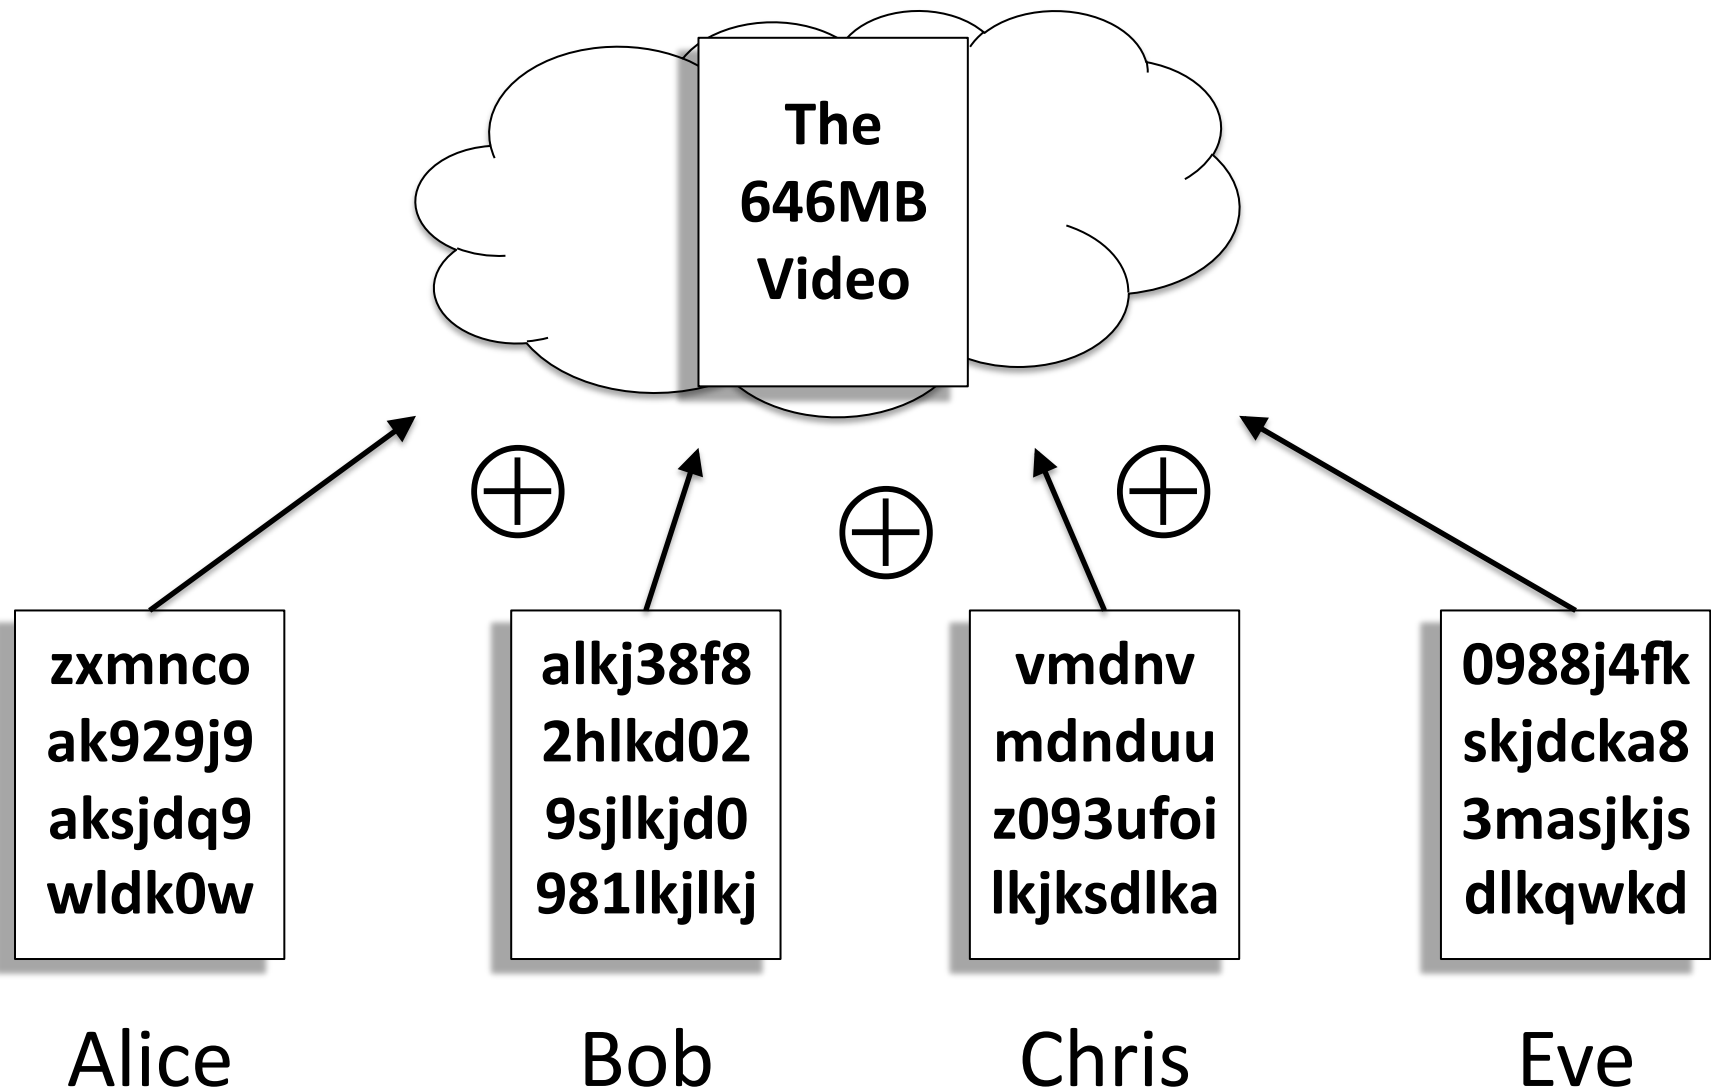 The
646MB
Video
zxmnco
ak929j9
aksjdq9
wldk0w
alkj38f8
2hlkd02
9sjlkjd0
981lkjlkj
vmdnv
mdnduu
z093ufoi
lkjksdlka
0988j4fk
skjdcka8
3masjkjs
dlkqwkd
Alice
Bob
Chris
Eve